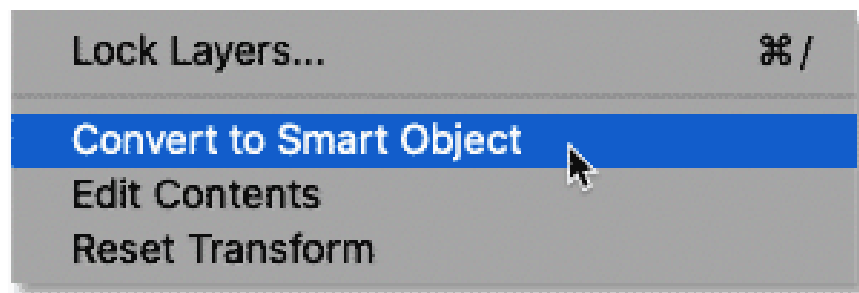 Lock Layers... ⌘/
Convert to Smart Object
Edit Contents
Reset Transform